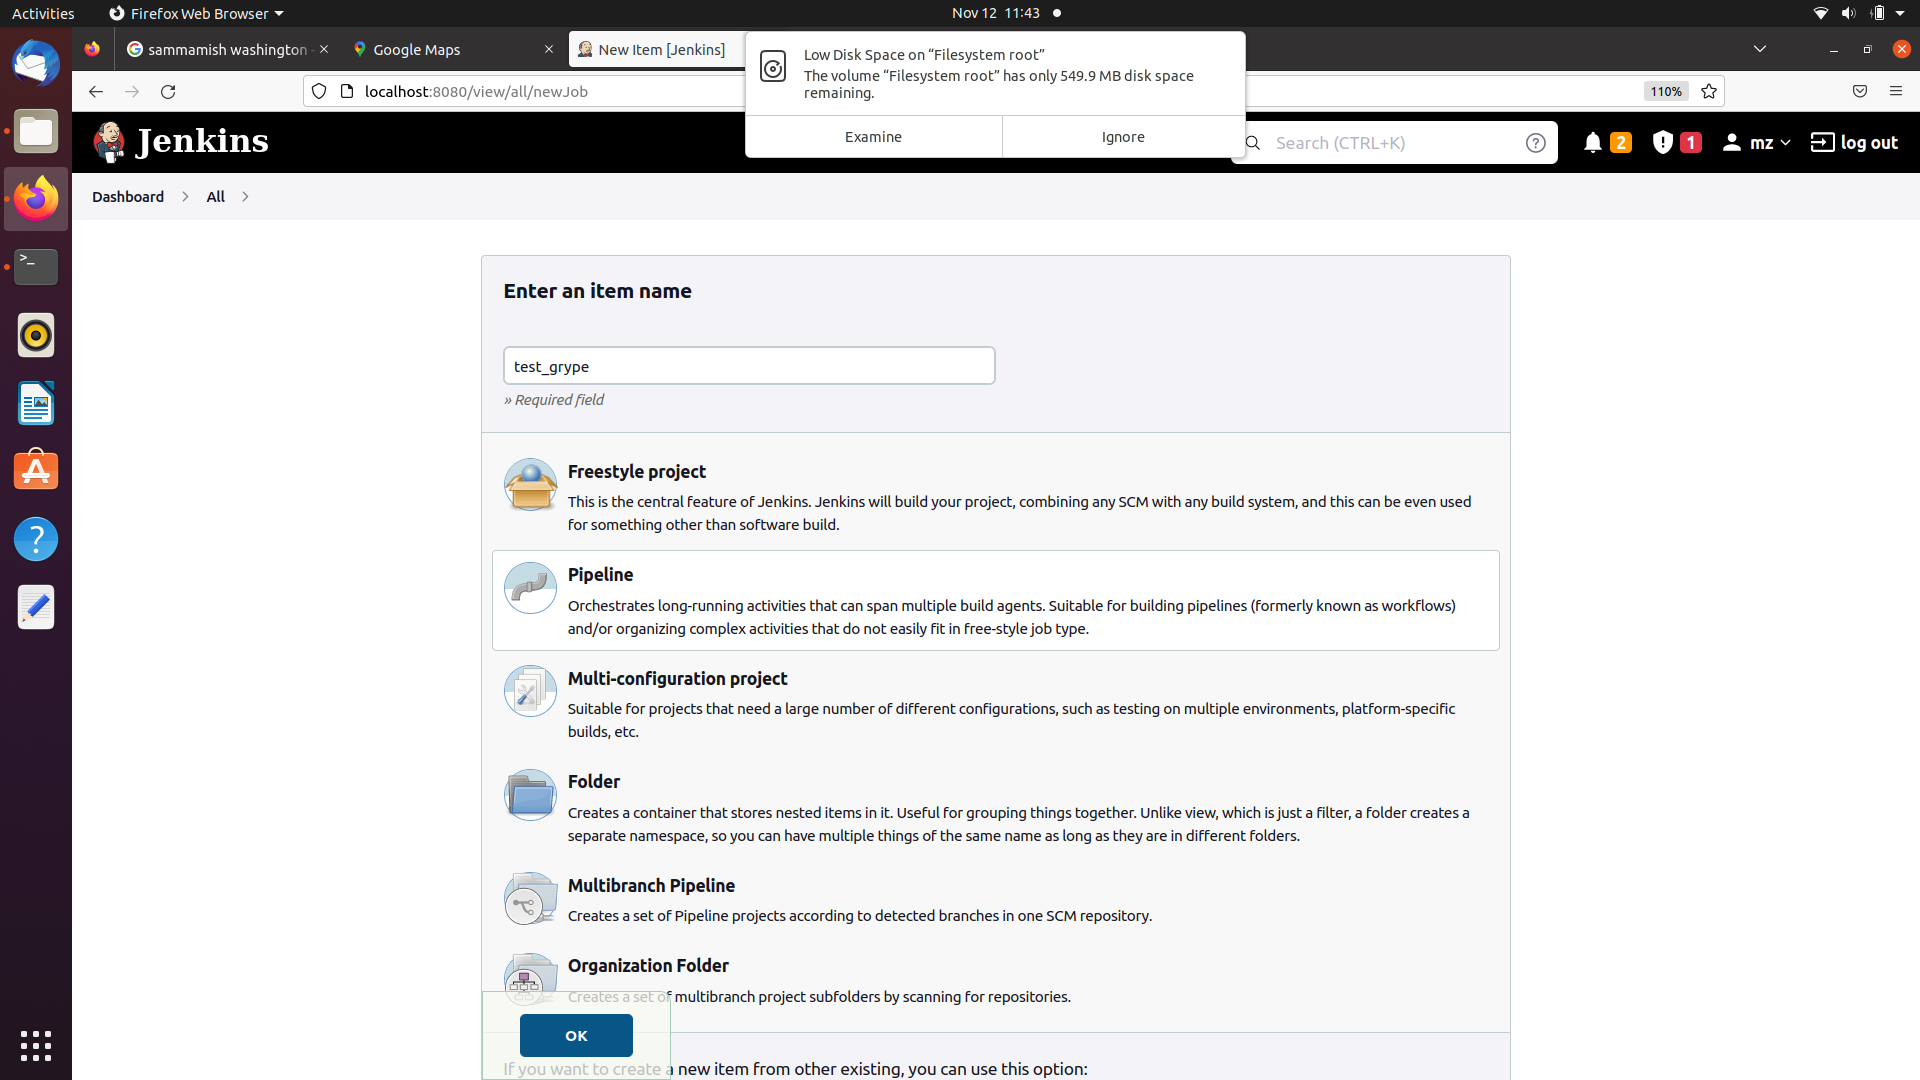 Activities
Firefox Web Browser
Nov 12 11:43
sammamish washington -
Google Maps
New Item [Jenkins]
Low Disk Space on “Filesystem root”
The volume “Filesystem root” has only 549.9 MB disk space
remaining.
Examine
Ignore
localhost:8080/view/all/newJob
110%
Jenkins
Search (CTRL+K)
2
1
mz
log out
Dashboard
All
Enter an item name
test_grype
» Required field
Freestyle project
This is the central feature of Jenkins. Jenkins will build your project, combining any SCM with any build system, and this can be even used
for something other than software build.
Pipeline
Orchestrates long-running activities that can span multiple build agents. Suitable for building pipelines (formerly known as workflows)
and/or organizing complex activities that do not easily fit in free-style job type.
Multi-configuration project
Suitable for projects that need a large number of different configurations, such as testing on multiple environments, platform-specific
builds, etc.
Folder
Creates a container that stores nested items in it. Useful for grouping things together. Unlike view, which is just a filter, a folder creates a
separate namespace, so you can have multiple things of the same name as long as they are in different folders.
Multibranch Pipeline
Creates a set of Pipeline projects according to detected branches in one SCM repository.
Organization Folder
Creates a set of multibranch project subfolders by scanning for repositories.
OK
If you want to create a new item from other existing, you can use this option: